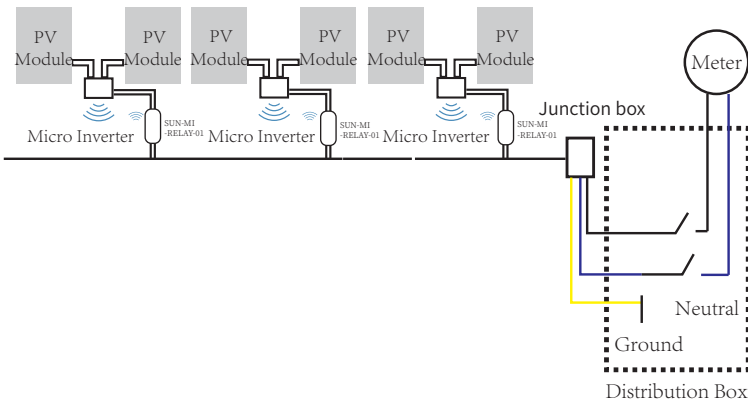 PV
Module
PV
Module
PV
Module
PV
Module
PV
Module
PV
Module
Meter
Micro Inverter
SUN-MI
-RELAY-01
Micro Inverter
SUN-MI
-RELAY-01
Micro Inverter
SUN-MI
-RELAY-01
Junction box
Neutral
Ground
Distribution Box